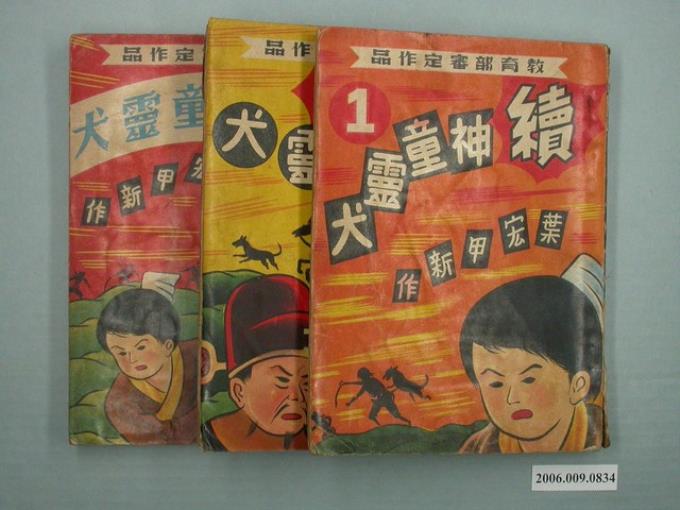 定作品
童靈犬
甲新作
作品
靈犬
教育部審定作品
1
續神童靈犬
葉宏甲新作
2006.009.0834